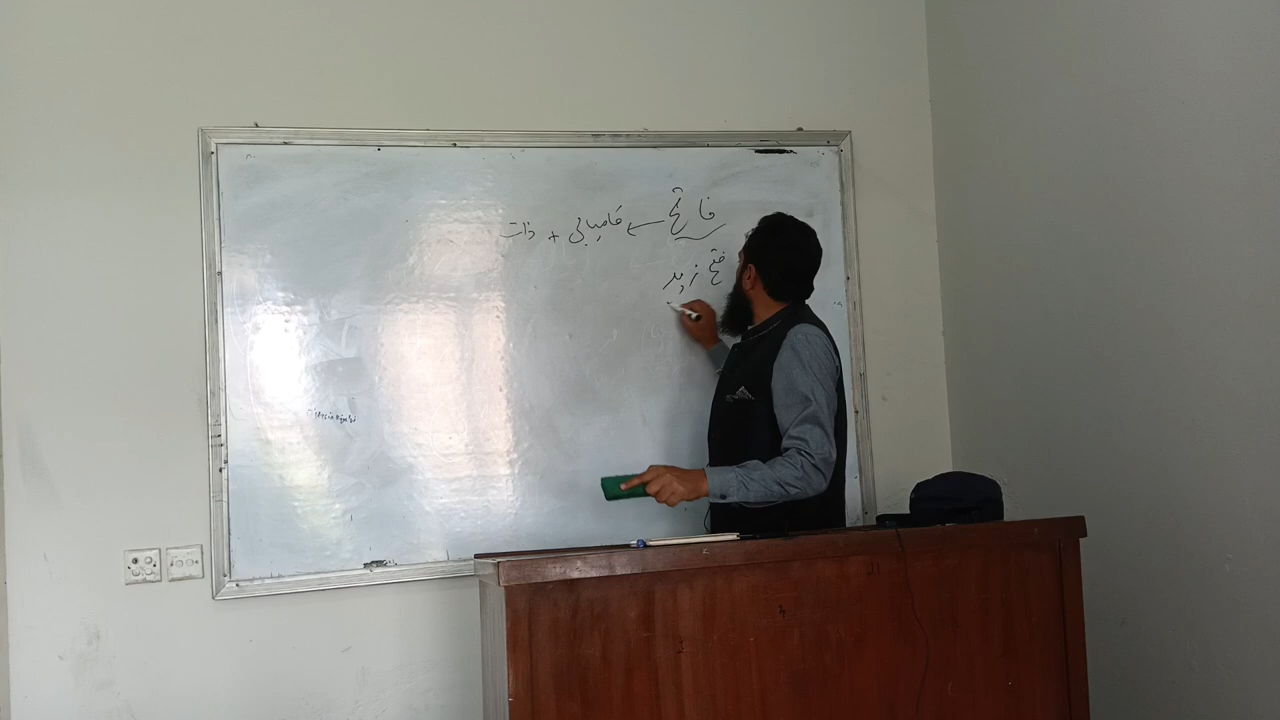 فاتح ← کامیابی + ذات
فتح زید